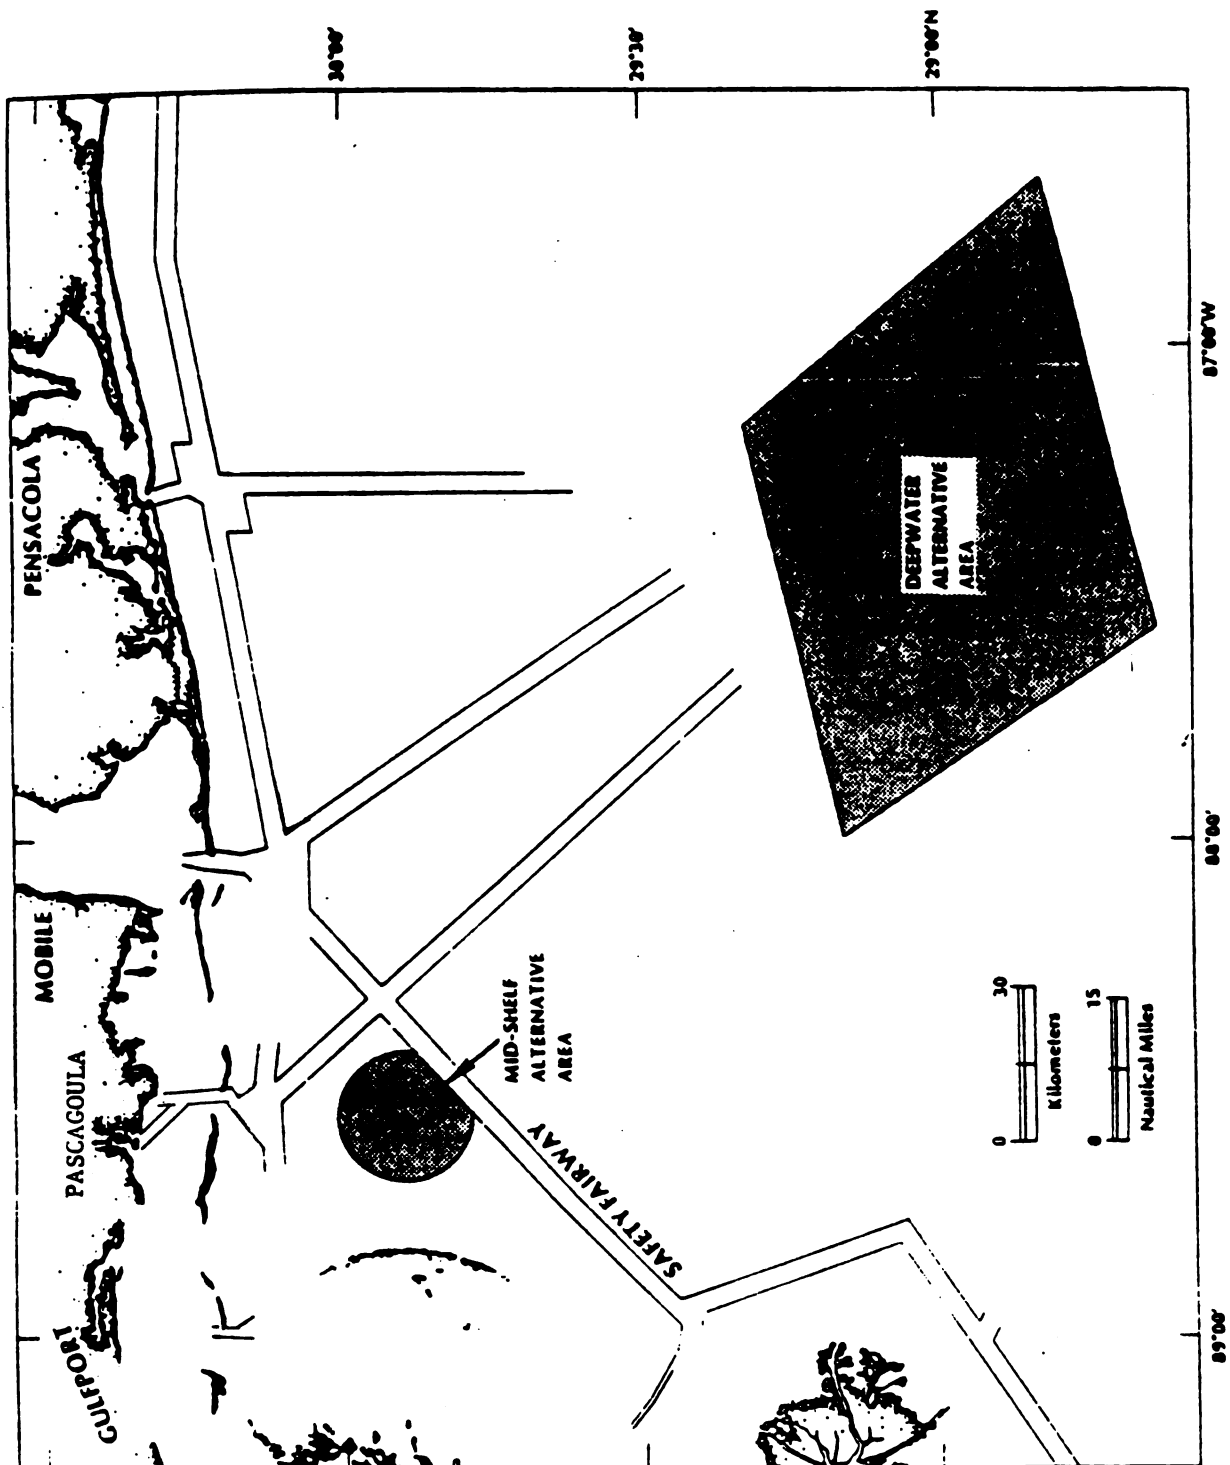 GULFPORT
PASCAGOULA
MOBILE
PENSACOLA
30°00'
29°30'
29°00'N
MID-SHELF
ALTERNATIVE
AREA
SAFETY FAIRWAY
DEEPWATER
ALTERNATIVE
AREA
0 30
Kilometers
0 15
Nautical Miles
89°00'
88°00'
87°00'W